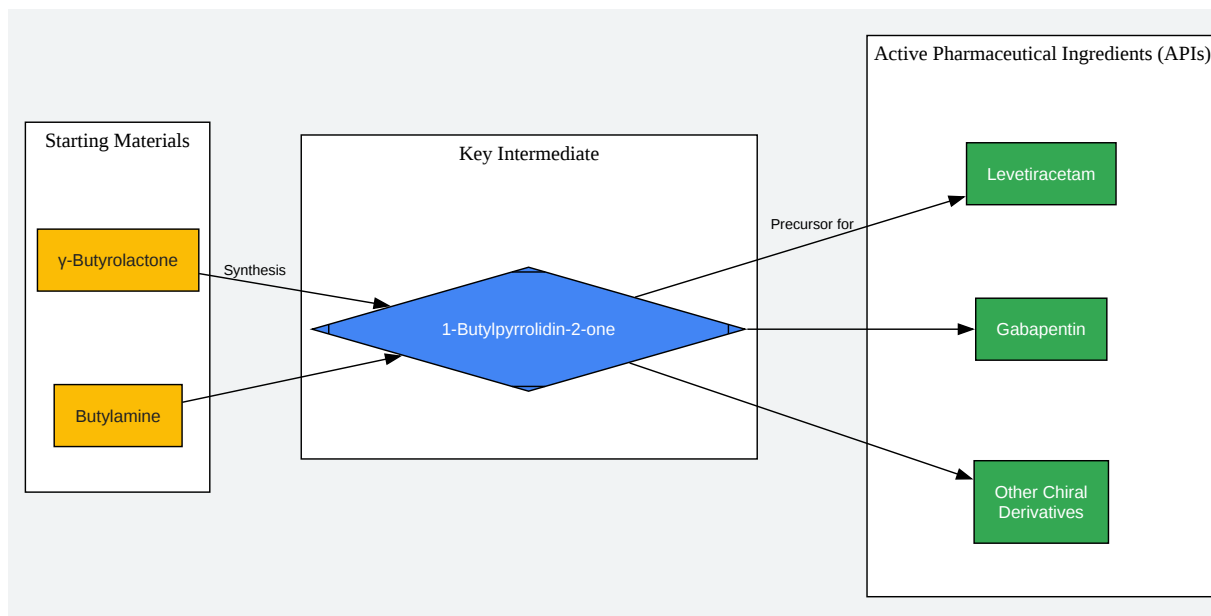 Starting Materials
γ-Butyrolactone
Butylamine
Synthesis
Key Intermediate
1-Butylpyrrolidin-2-one
Precursor for
Active Pharmaceutical Ingredients (APIs)
Levetiracetam
Gabapentin
Other Chiral
Derivatives